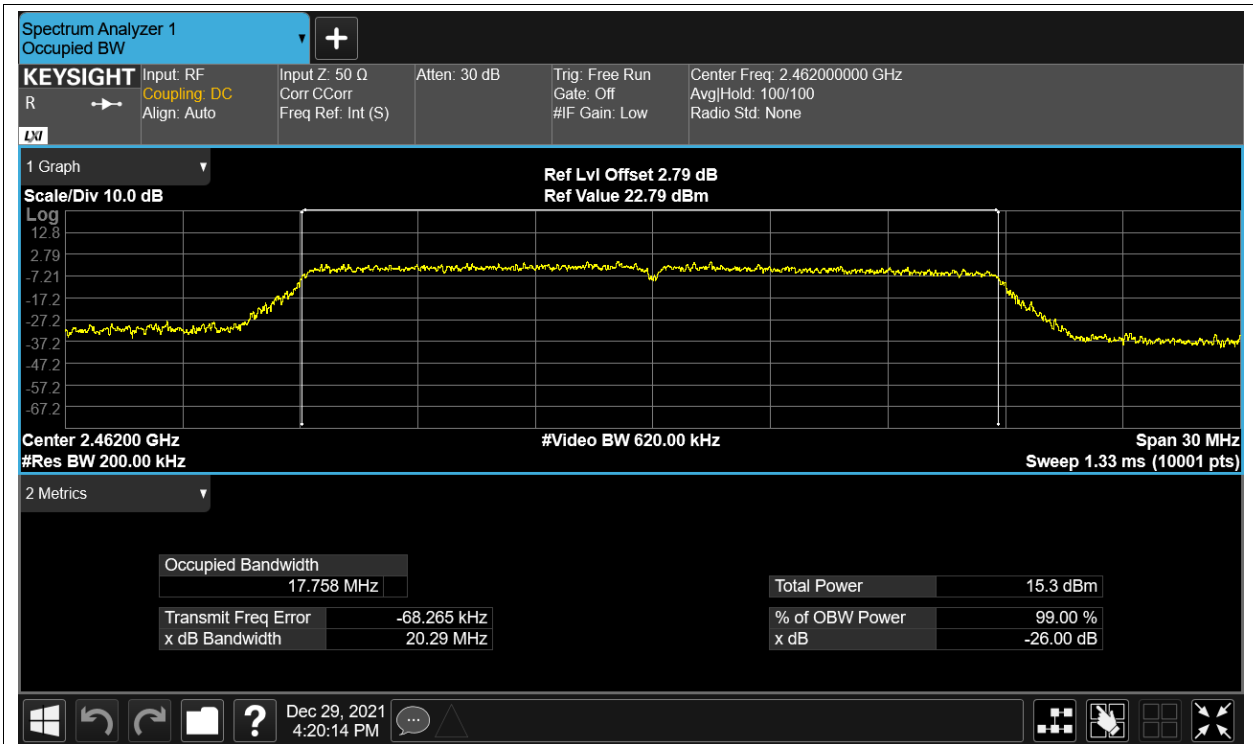 Spectrum Analyzer 1
Occupied BW
KEYSIGHT
R
LXI
Input: RF
Coupling: DC
Align: Auto
Input Z: 50 Ω
Corr CCorr
Freq Ref: Int (S)
Atten: 30 dB
Trig: Free Run
Gate: Off
#IF Gain: Low
Center Freq: 2.462000000 GHz
Avg|Hold: 100/100
Radio Std: None
1 Graph
Scale/Div 10.0 dB
Ref Lvl Offset 2.79 dB
Ref Value 22.79 dBm
Log
12.8
2.79
-7.21
-17.2
-27.2
-37.2
-47.2
-57.2
-67.2
Center 2.46200 GHz
#Video BW 620.00 kHz
Span 30 MHz
#Res BW 200.00 kHz
Sweep 1.33 ms (10001 pts)
2 Metrics
Occupied Bandwidth
17.758 MHz
Total Power 15.3 dBm
Transmit Freq Error -68.265 kHz
% of OBW Power 99.00 %
x dB Bandwidth 20.29 MHz
x dB -26.00 dB
?
Dec 29, 2021
4:20:14 PM